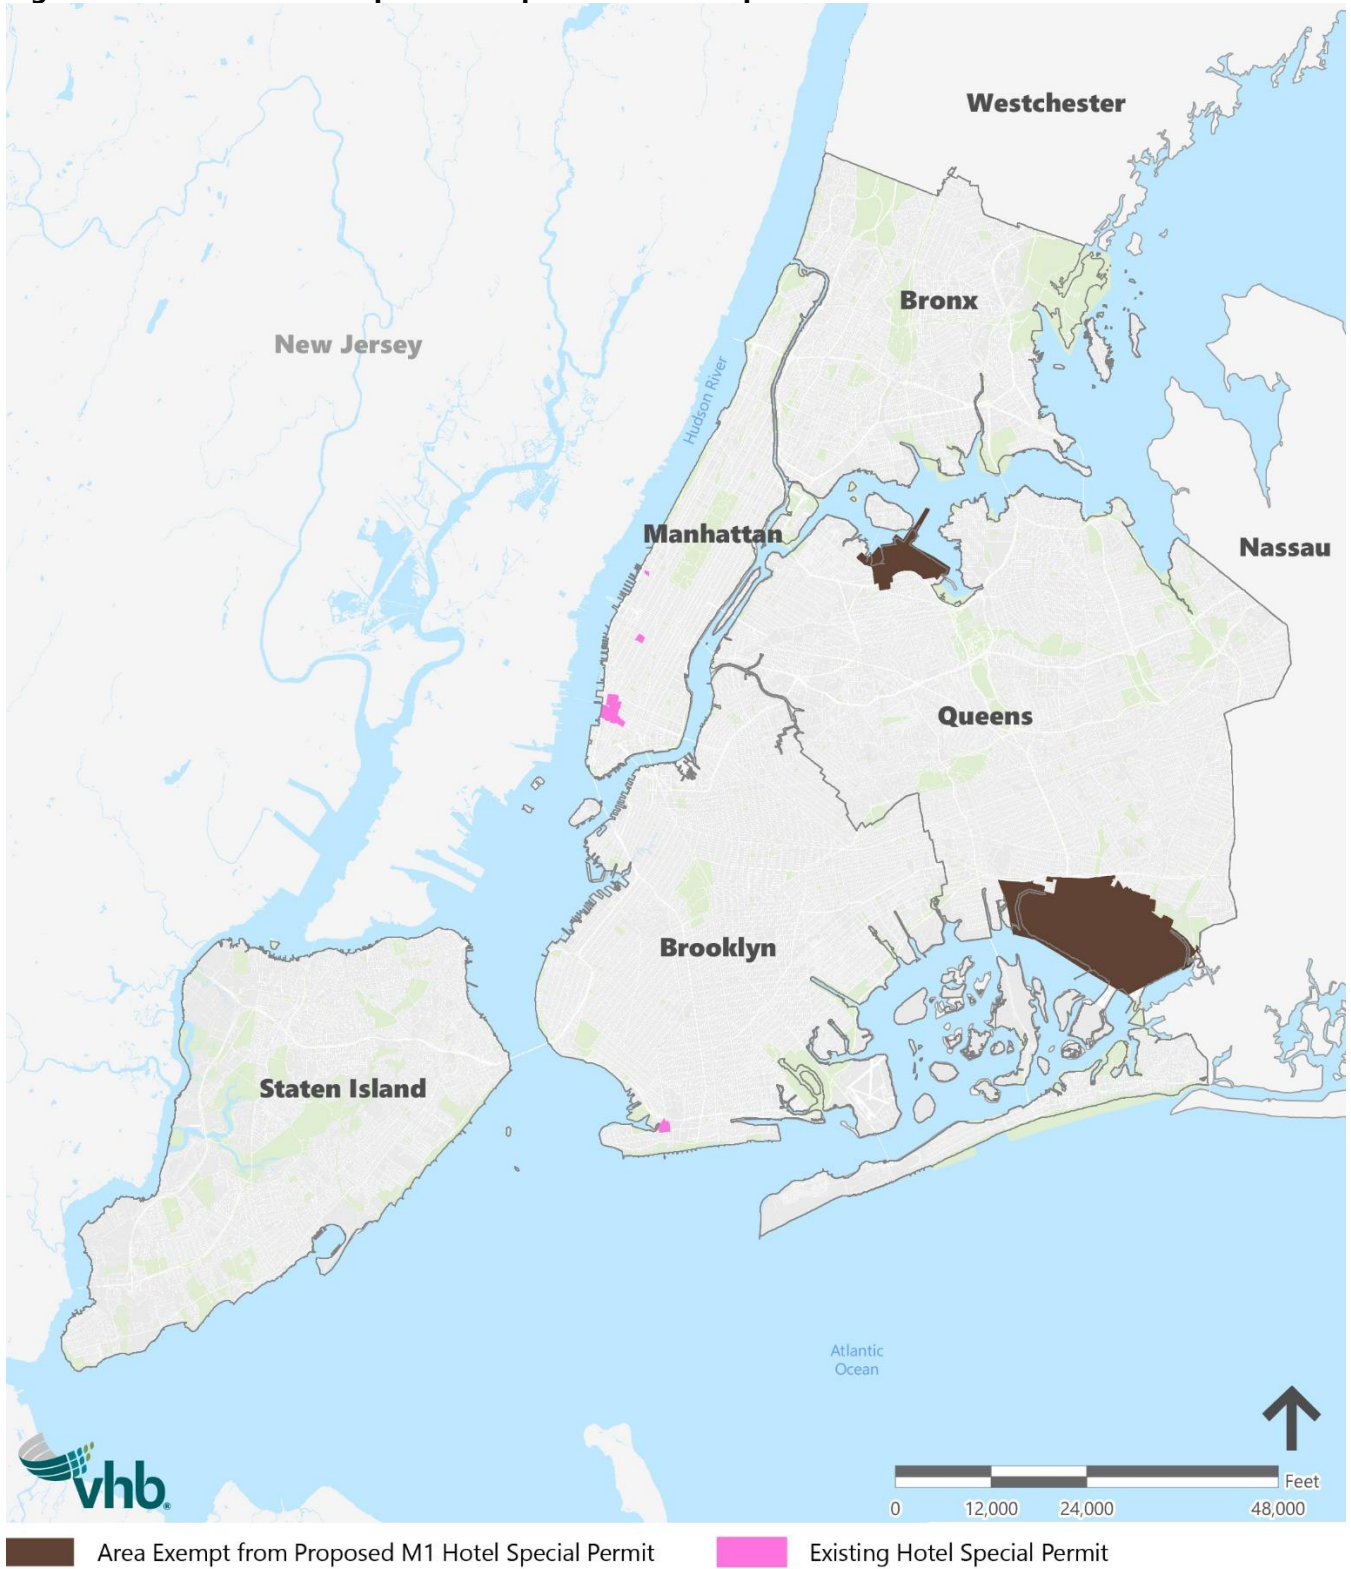 Westchester
Bronx
New Jersey
Hudson River
Manhattan
Nassau
Queens
Brooklyn
Staten Island
Atlantic
Ocean
vhb®
Feet
0 12,000 24,000 48,000
Area Exempt from Proposed M1 Hotel Special Permit
Existing Hotel Special Permit